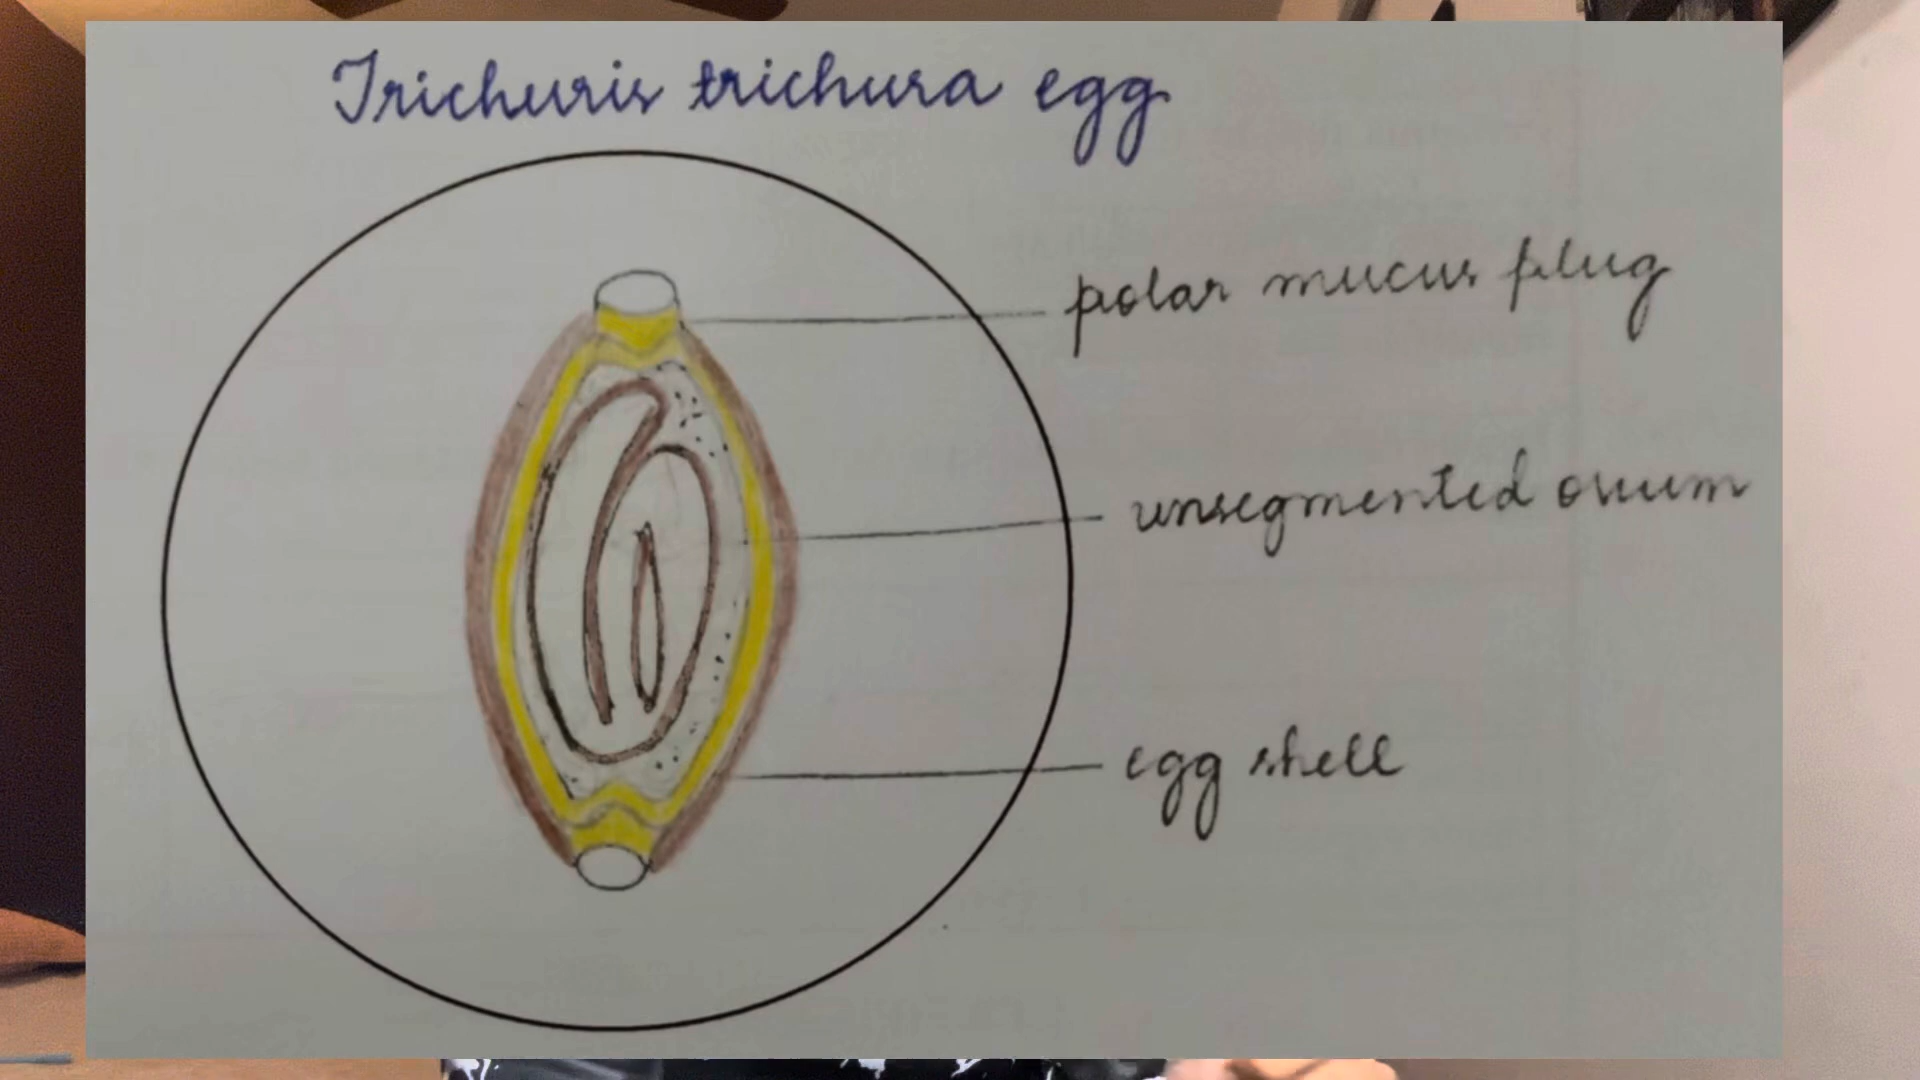 Trichuris trichura egg
polar mucus plug
unsegmented ovum
egg shell